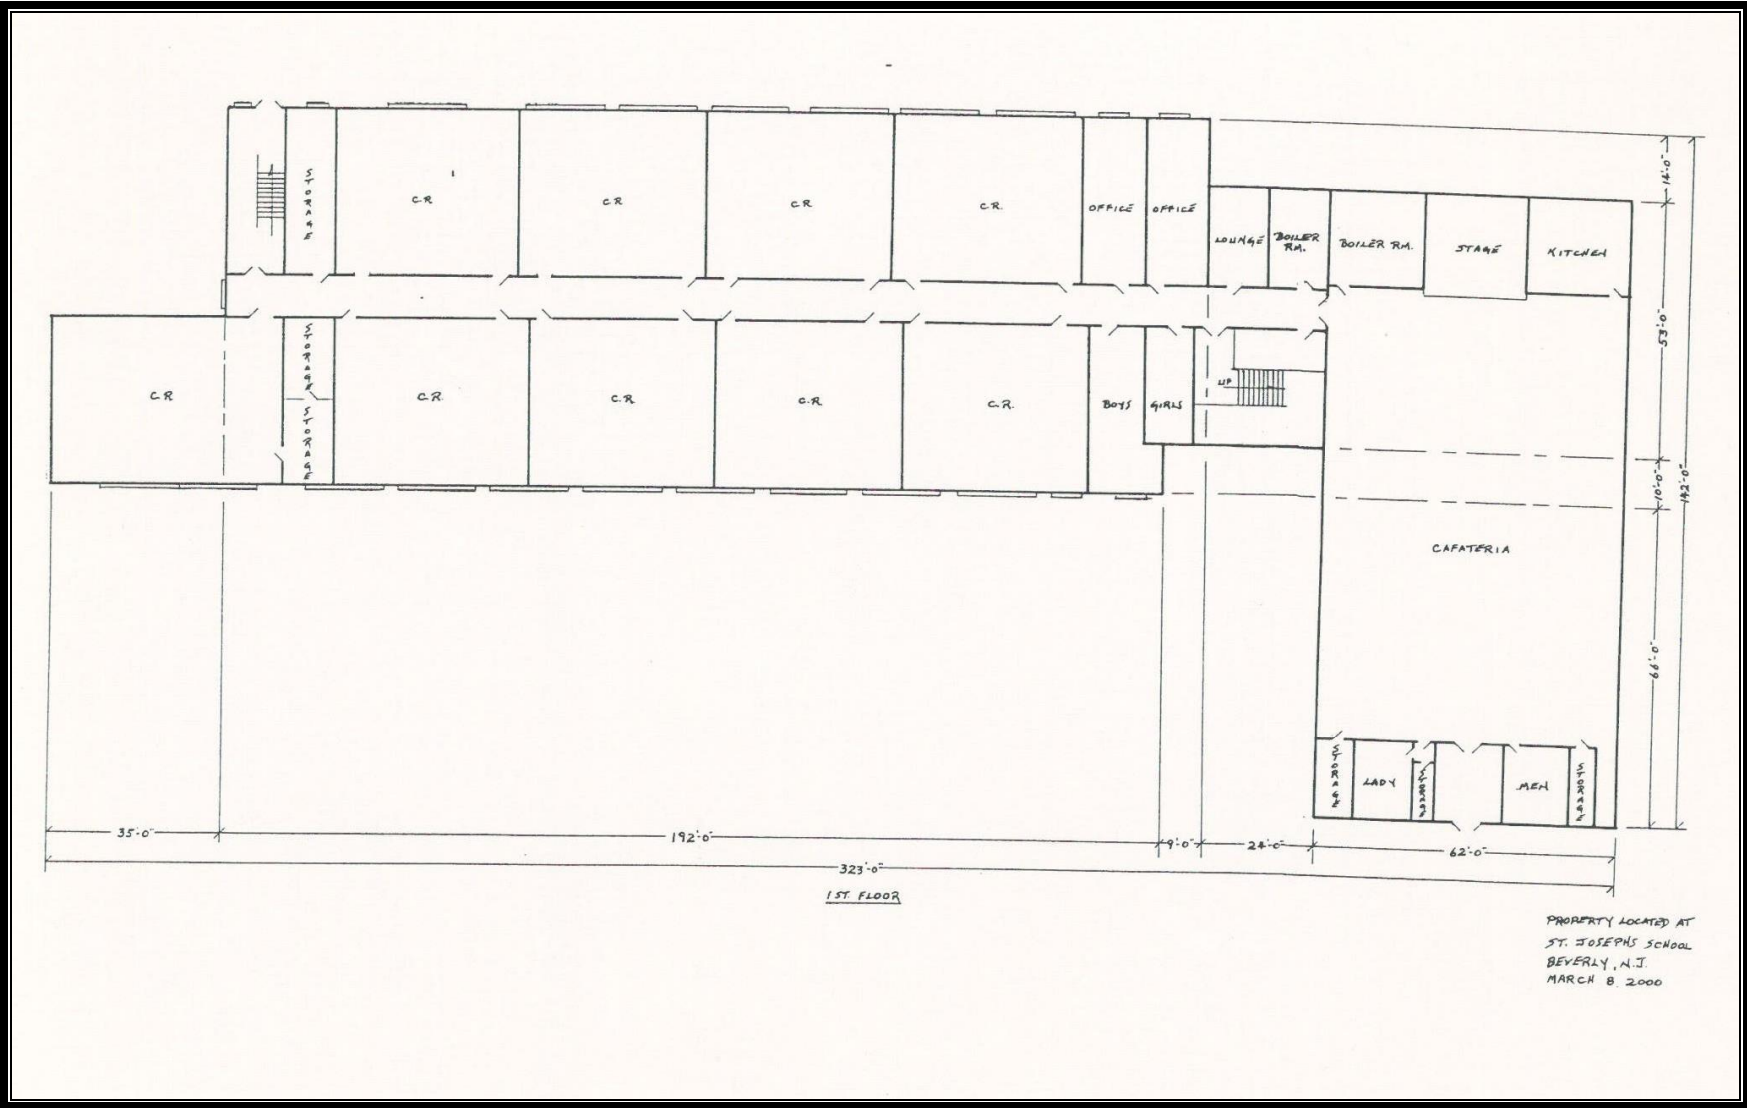 STORAGE
C.R
C.R
C.R
C.R.
OFFICE
OFFICE
LOUNGE
BOILER
RM.
BOILER RM.
STAGE
KITCHEN
14'-0"
53'-0"
10'-0"
142'-0"
66'-0"
C.R
STORAGE
STORAGE
C.R.
C.R.
C.R.
C.R.
BOYS
GIRLS
UP
CAFATERIA
STORAGE
LADY
STORAGE
MEN
STORAGE
35'-0"
192'-0"
9'-0"
24'-0"
62'-0"
323'-0"
1ST. FLOOR
PROPERTY LOCATED AT
ST. JOSEPHS SCHOOL
BEVERLY, N.J.
MARCH 8. 2000